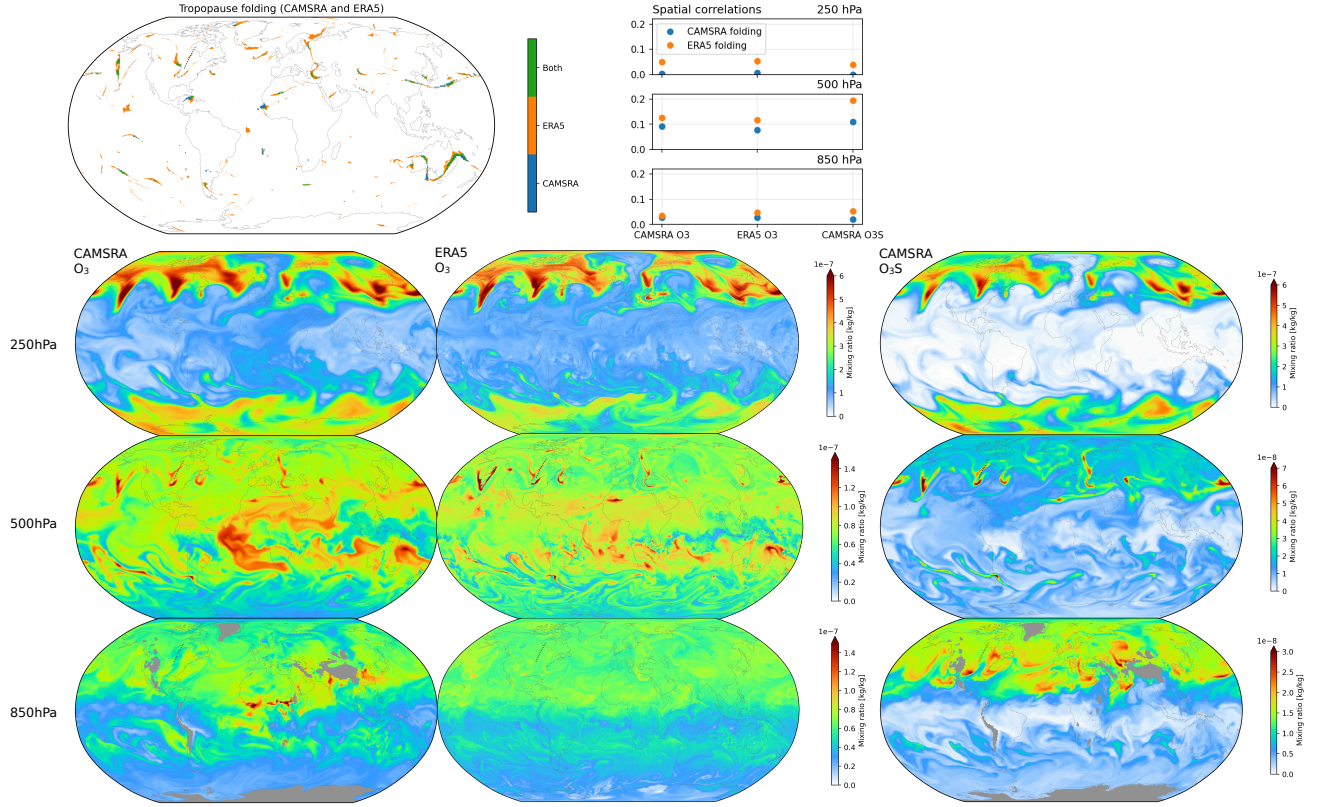 Tropopause folding (CAMSRA and ERA5)
Both
ERA5
CAMSRA
Spatial correlations
250 hPa
0.2
0.1
0.0
CAMSRA folding
ERA5 folding
500 hPa
0.2
0.1
0.0
850 hPa
0.2
0.1
0.0
CAMSRA O3
ERA5 O3
CAMSRA O3S
CAMSRA
O₃
ERA5
O₃
CAMSRA
O₃S
250hPa
1e−7
6
5
4
3
2
1
0
Mixing ratio [kg/kg]
1e−7
6
5
4
3
2
1
0
Mixing ratio [kg/kg]
500hPa
1e−7
1.4
1.2
1.0
0.8
0.6
0.4
0.2
0.0
Mixing ratio [kg/kg]
1e−8
7
6
5
4
3
2
1
0
Mixing ratio [kg/kg]
850hPa
1e−7
1.4
1.2
1.0
0.8
0.6
0.4
0.2
0.0
Mixing ratio [kg/kg]
1e−8
3.0
2.5
2.0
1.5
1.0
0.5
0.0
Mixing ratio [kg/kg]